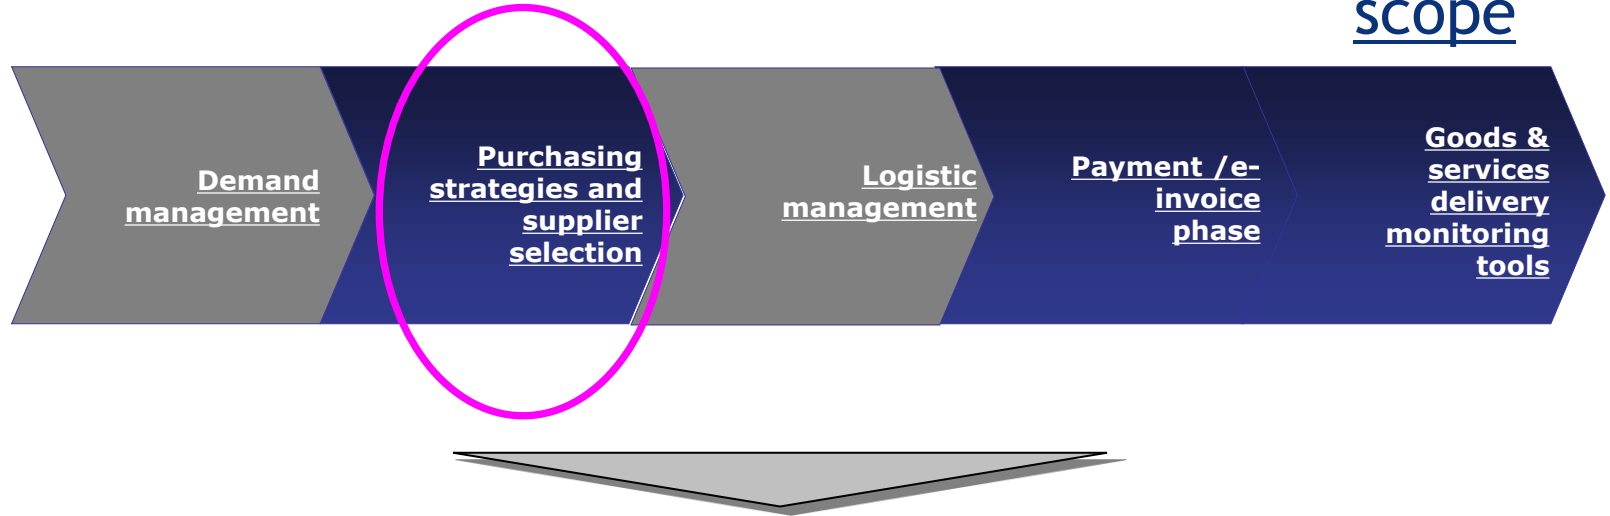 scope
Demand
management
Purchasing
strategies and
supplier
selection
Logistic
management
Payment /e-
invoice
phase
Goods &
services
delivery
monitoring
tools